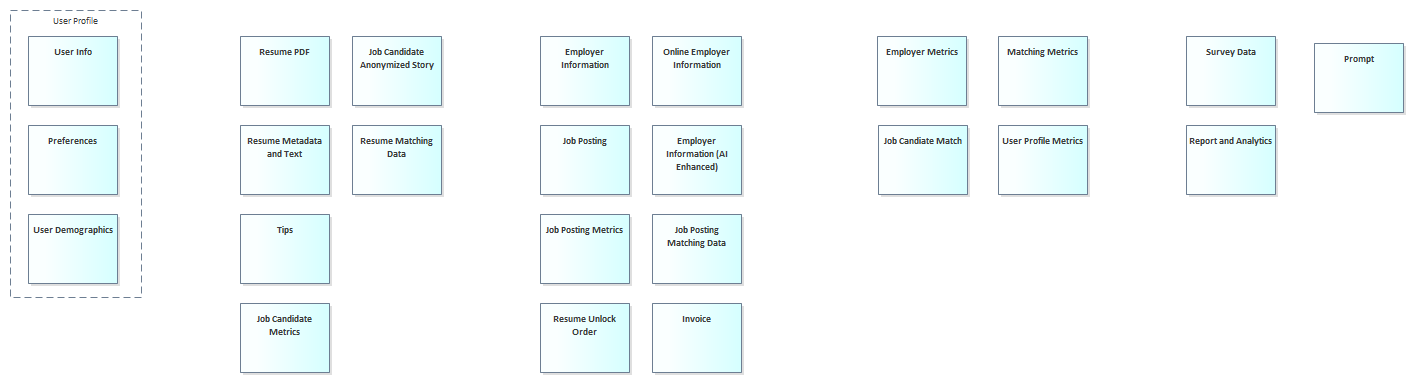 User Profile
User Info
Preferences
User Demographics
Resume PDF
Job Candidate
Anonymized Story
Resume Metadata
and Text
Resume Matching
Data
Tips
Job Candidate
Metrics
Employer
Information
Online Employer
Information
Job Posting
Employer
Information (AI
Enhanced)
Job Posting Metrics
Job Posting
Matching Data
Resume Unlock
Order
Invoice
Employer Metrics
Matching Metrics
Job Candiate Match
User Profile Metrics
Survey Data
Report and Analytics
Prompt